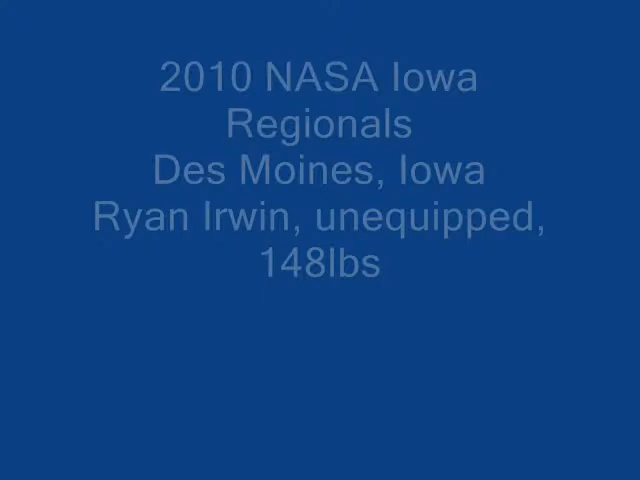 2010 NASA Iowa
Regionals
Des Moines, Iowa
Ryan Irwin, unequipped,
148lbs